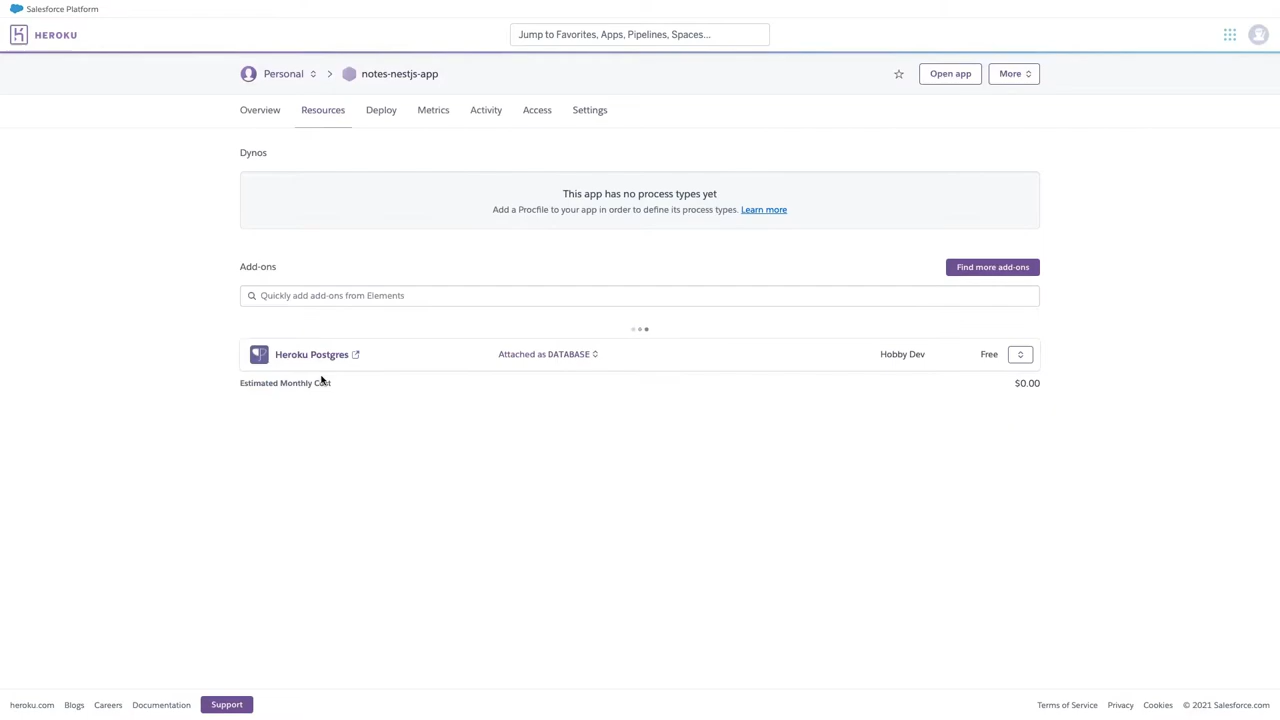 Salesforce Platform
HEROKU
Jump to Favorites, Apps, Pipelines, Spaces...
Personal
notes-nestjs-app
Open app
More
Overview
Resources
Deploy
Metrics
Activity
Access
Settings
Dynos
This app has no process types yet
Add a Procfile to your app in order to define its process types. Learn more
Add-ons
Find more add-ons
Quickly add add-ons from Elements
Heroku Postgres
Attached as DATABASE
Hobby Dev
Free
Estimated Monthly Cost
$0.00
heroku.com
Blogs
Careers
Documentation
Support
Terms of Service
Privacy
Cookies
© 2021 Salesforce.com